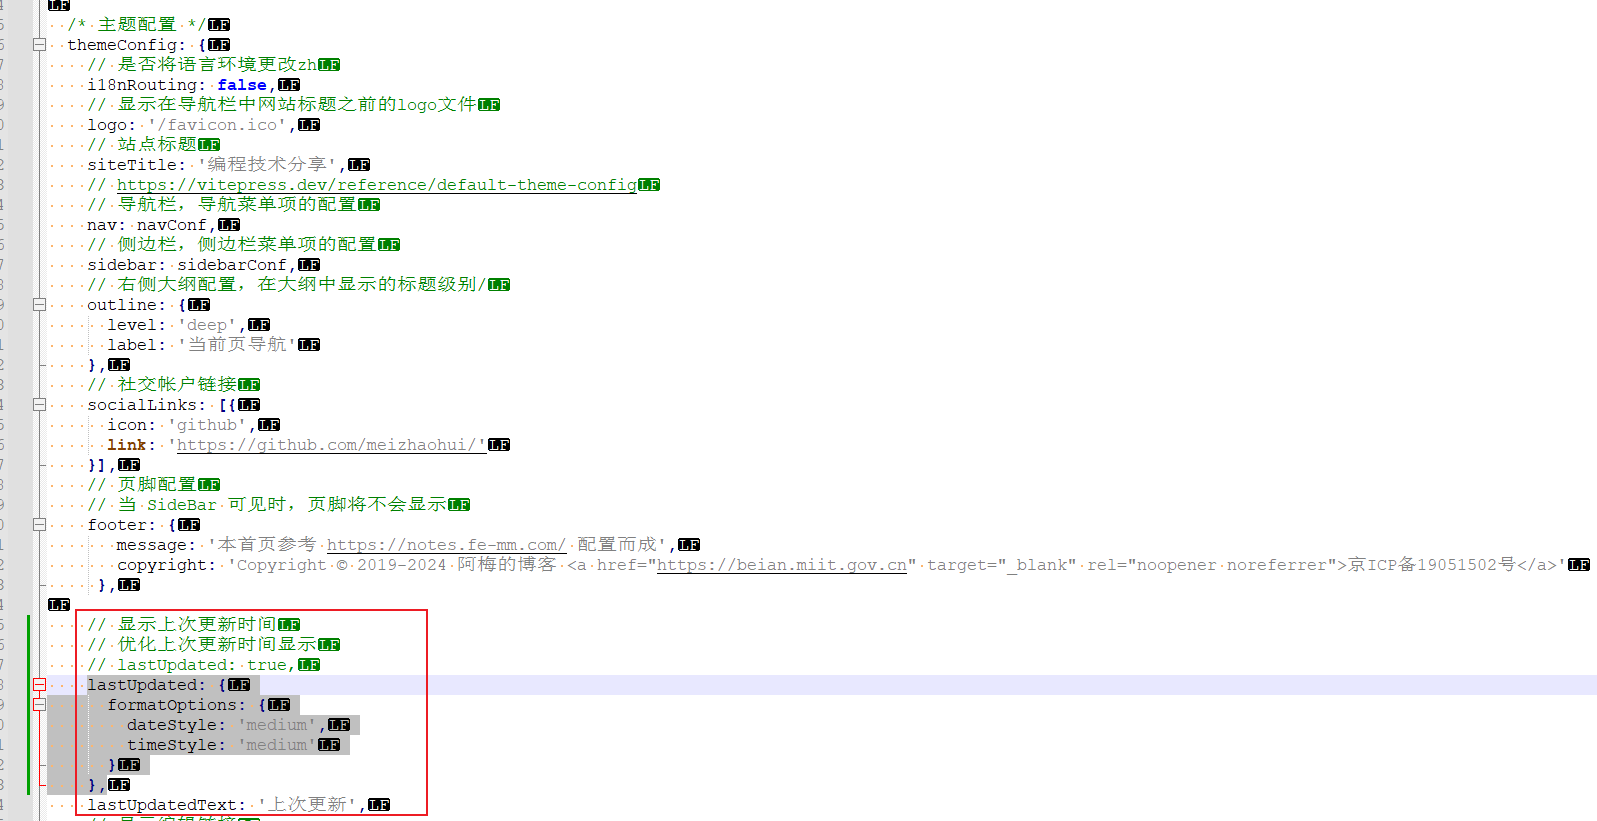 LF
/* 主题配置 */LF
themeConfig: {LF
// 是否将语言环境更改zhLF
i18nRouting: false,LF
// 显示在导航栏中网站标题之前的logo文件LF
logo: '/favicon.ico',LF
// 站点标题LF
siteTitle: '编程技术分享',LF
// https://vitepress.dev/reference/default-theme-configLF
// 导航栏，导航菜单项的配置LF
nav: navConf,LF
// 侧边栏，侧边栏菜单项的配置LF
sidebar: sidebarConf,LF
// 右侧大纲配置，在大纲中显示的标题级别/LF
outline: {LF
level: 'deep',LF
label: '当前页导航'LF
},LF
// 社交帐户链接LF
socialLinks: [{LF
icon: 'github',LF
link: 'https://github.com/meizhaohui/'LF
}],LF
// 页脚配置LF
// 当 SideBar 可见时，页脚将不会显示LF
footer: {LF
message: '本首页参考 https://notes.fe-mm.com/ 配置而成',LF
copyright: 'Copyright © 2019-2024 阿梅的博客 <a href="https://beian.miit.gov.cn" target="_blank" rel="noopener noreferrer">京ICP备19051502号</a>'LF
},LF
LF
// 显示上次更新时间LF
// 优化上次更新时间显示LF
// lastUpdated: true,LF
lastUpdated: {LF
formatOptions: {LF
dateStyle: 'medium',LF
timeStyle: 'medium'LF
}LF
},LF
lastUpdatedText: '上次更新',LF